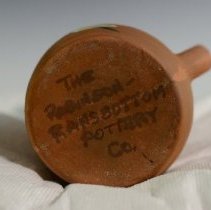 THE
ROBINSON-
RANSBOTTOM
POTTERY
CO.